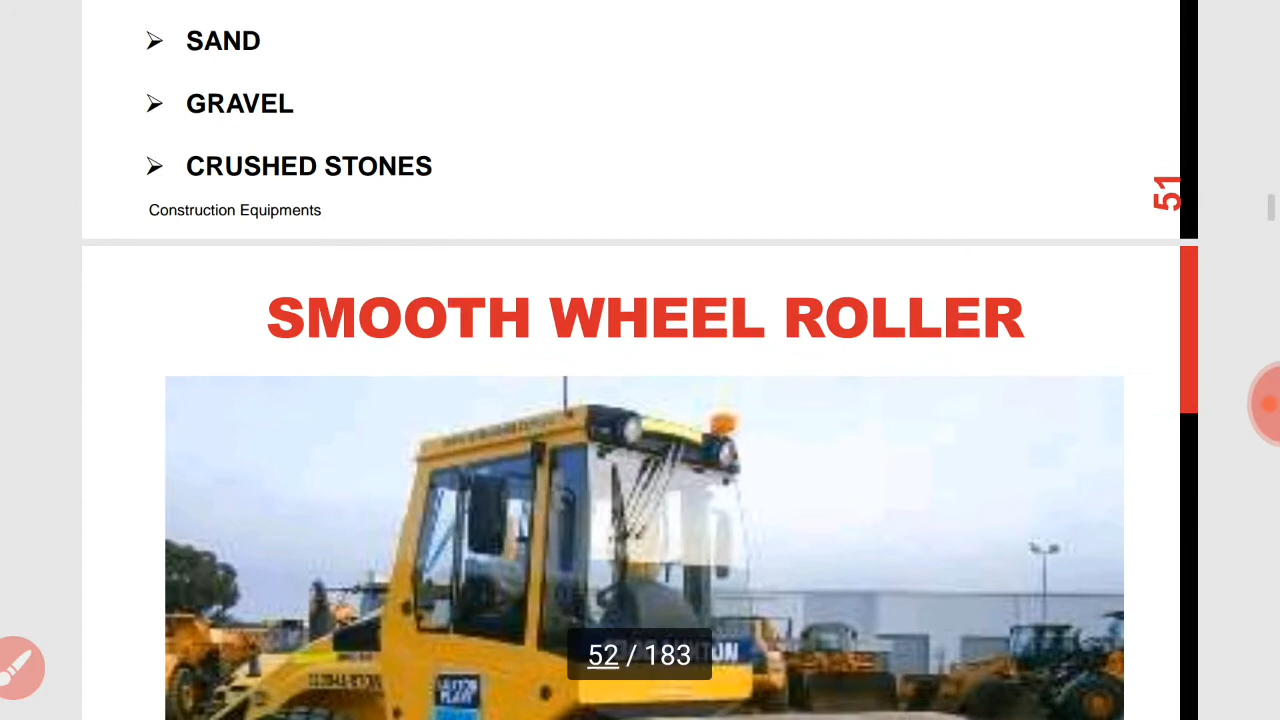 ➢ SAND
➢ GRAVEL
➢ CRUSHED STONES
Construction Equipments
51
SMOOTH WHEEL ROLLER
52 / 183